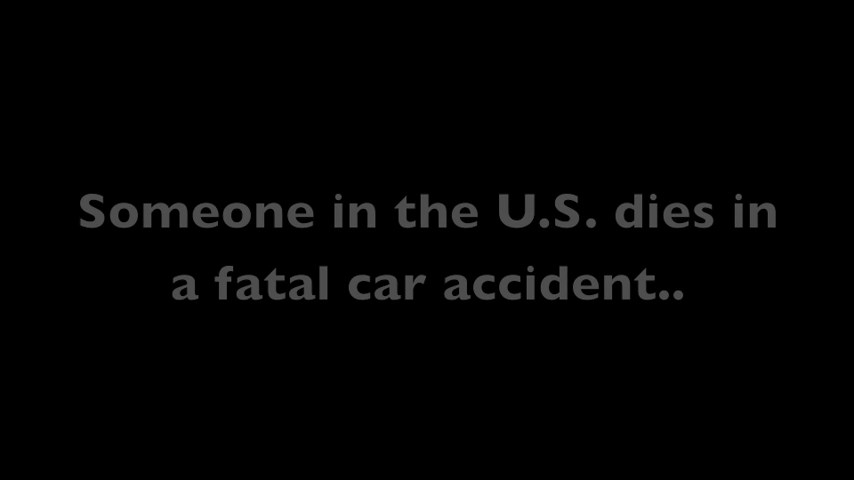 Someone in the U.S. dies in
a fatal car accident..